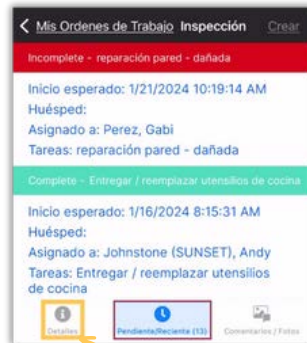 Mis Ordenes de Trabajo Inspección Crear
Incomplete - reparación pared - dañada
Inicio esperado: 1/21/2024 10:19:14 AM
Huésped:
Asignado a: Perez, Gabi
Tareas: reparación pared - dañada
Complete - Entregar / reemplazar utensilios de cocina
Inicio esperado: 1/16/2024 8:15:31 AM
Huésped:
Asignado a: Johnstone (SUNSET), Andy
Tareas: Entregar / reemplazar utensilios
de cocina
Detalles Pendiente/Reciente (13) Comentarios / Fotos